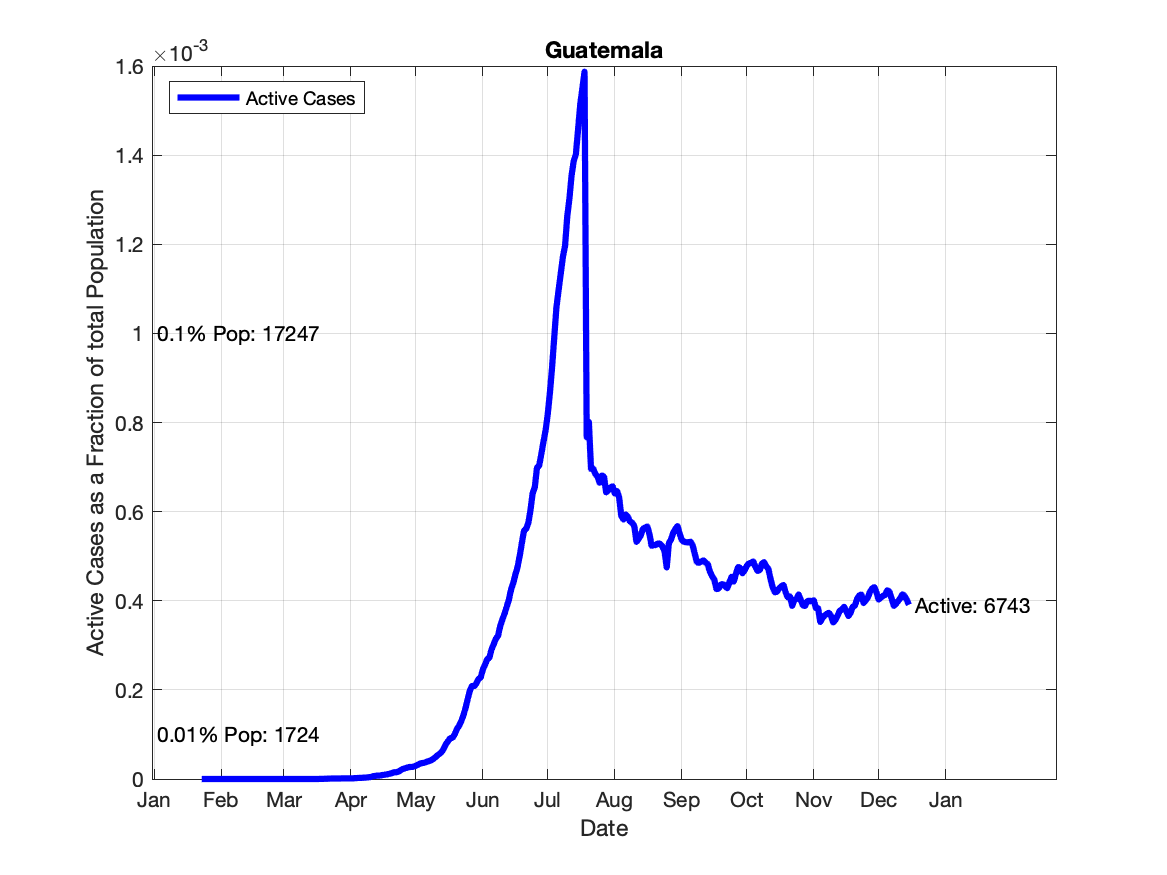 ×10-3
Guatemala
Active Cases
1.6
1.4
1.2
1
0.8
0.6
0.4
0.2
0
Active Cases as a Fraction of total Population
0.1% Pop: 17247
Active: 6743
0.01% Pop: 1724
Jan Feb Mar Apr May Jun Jul Aug Sep Oct Nov Dec Jan
Date